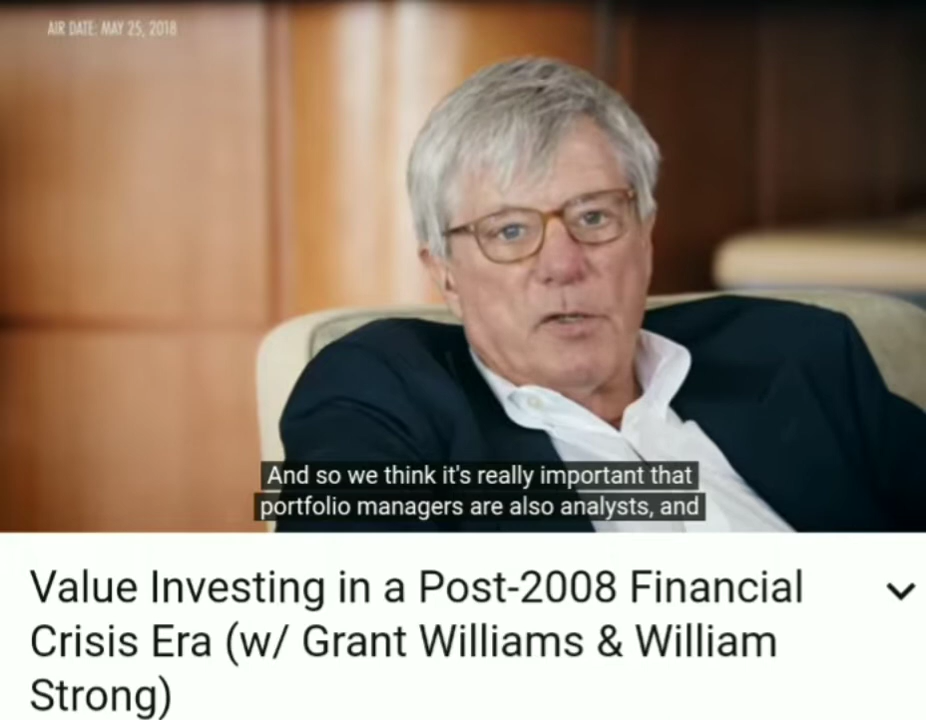 AIR DATE: MAY 25, 2018
And so we think it's really important that
portfolio managers are also analysts, and
Value Investing in a Post-2008 Financial
Crisis Era (w/ Grant Williams & William
Strong)